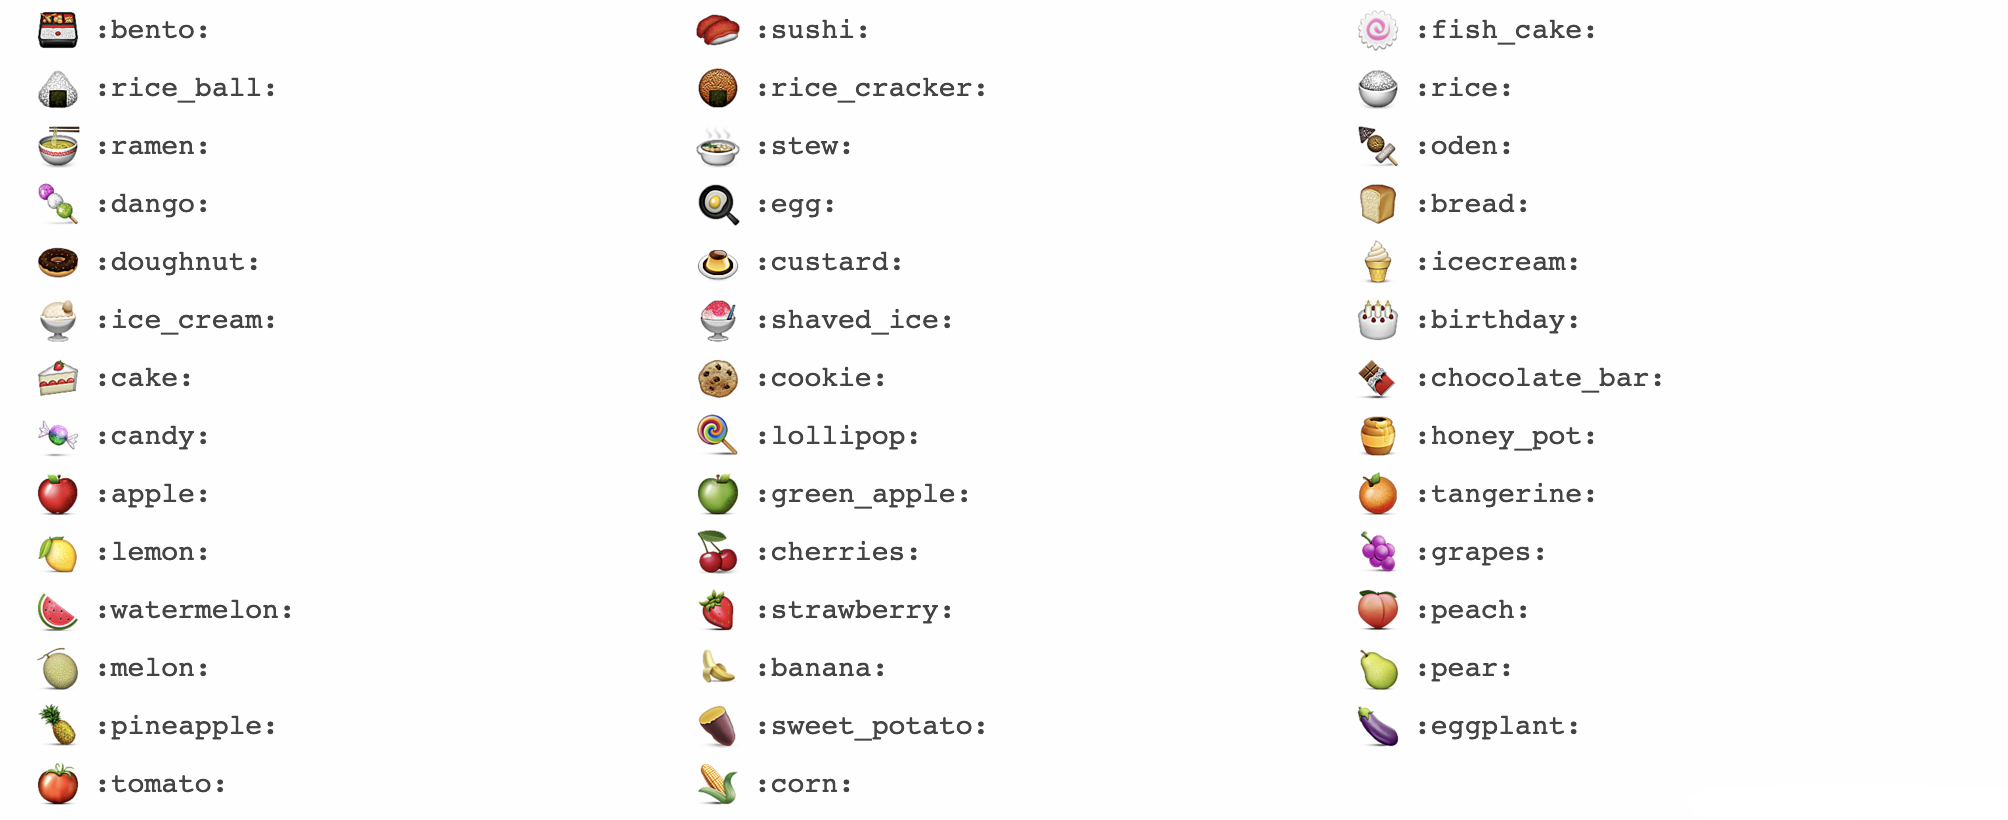 :bento: :sushi: :fish_cake:
:rice_ball: :rice_cracker: :rice:
:ramen: :stew: :oden:
:dango: :egg: :bread:
:doughnut: :custard: :icecream:
:ice_cream: :shaved_ice: :birthday:
:cake: :cookie: :chocolate_bar:
:candy: :lollipop: :honey_pot:
:apple: :green_apple: :tangerine:
:lemon: :cherries: :grapes:
:watermelon: :strawberry: :peach:
:melon: :banana: :pear:
:pineapple: :sweet_potato: :eggplant:
:tomato: :corn: